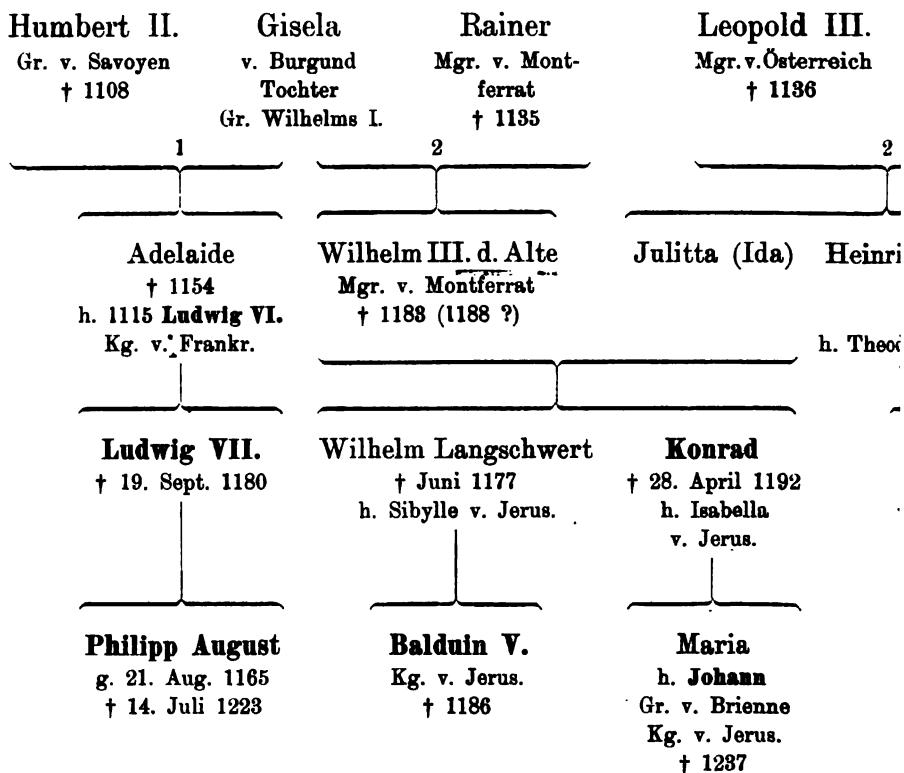 Humbert II.
Gr. v. Savoyen
† 1108
Gisela
v. Burgund
Tochter
Gr. Wilhelms I.
Rainer
Mgr. v. Mont-
ferrat
† 1135
Leopold III.
Mgr. v. Österreich
† 1136
1
2
2
Adelaide
† 1154
h. 1115 Ludwig VI.
Kg. v. Frankr.
Wilhelm III. d. Alte
Mgr. v. Montferrat
† 1183 (1188 ?)
Julitta (Ida)
Heinri
h. Theod
Ludwig VII.
† 19. Sept. 1180
Wilhelm Langschwert
† Juni 1177
h. Sibylle v. Jerus.
Konrad
† 28. April 1192
h. Isabella
v. Jerus.
Philipp August
g. 21. Aug. 1165
† 14. Juli 1223
Balduin V.
Kg. v. Jerus.
† 1186
Maria
h. Johann
Gr. v. Brienne
Kg. v. Jerus.
† 1237